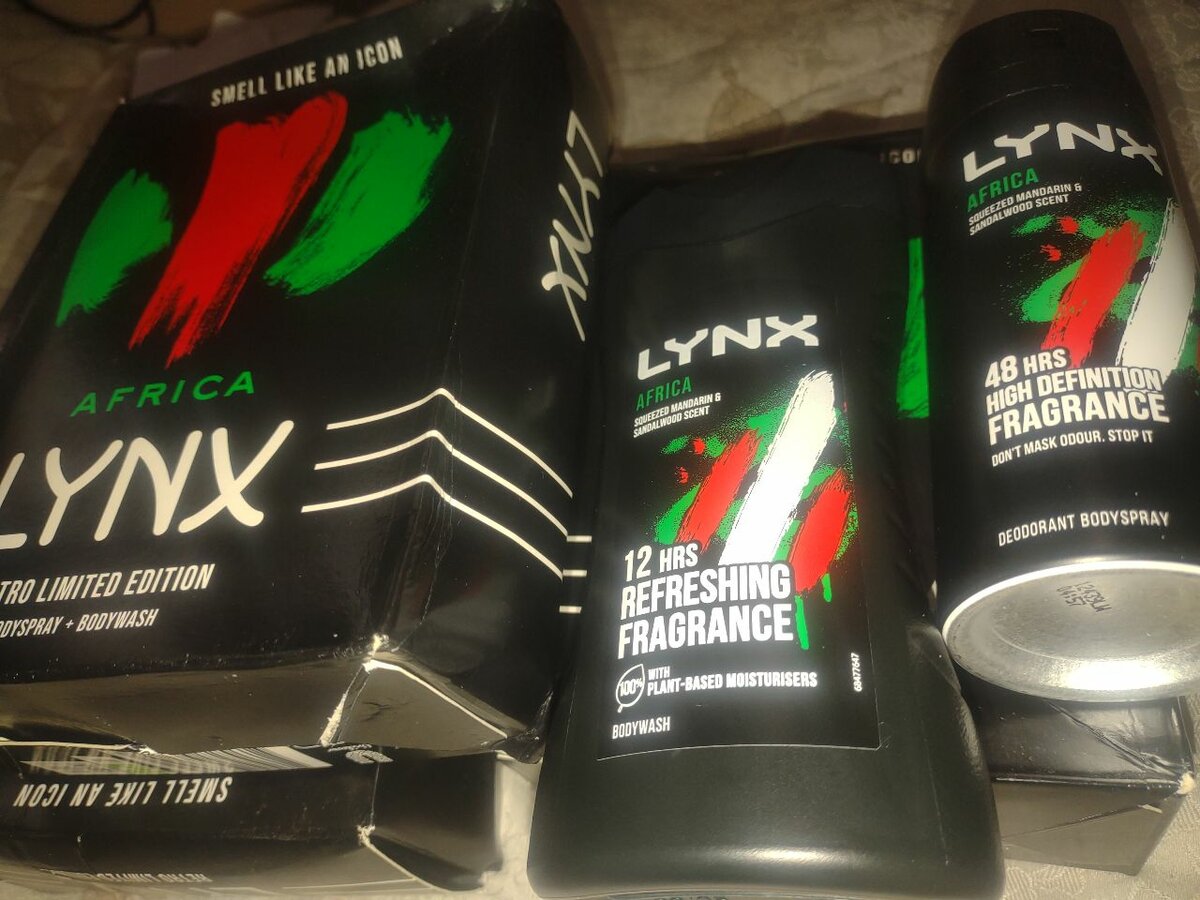 SMELL LIKE AN ICON
AFRICA
LYNX
TRO LIMITED EDITION
DYSPRAY + BODYWASH
LYNX
SMELL LIKE AN ICON
LYNX
AFRICA
SQUEEZED MANDARIN &
SANDALWOOD SCENT
12 HRS
REFRESHING
FRAGRANCE
100%
WITH
PLANT-BASED MOISTURISERS
BODYWASH
68477647
LYNX
AFRICA
SQUEEZED MANDARIN &
SANDALWOOD SCENT
48 HRS
HIGH DEFINITION
FRAGRANCE
DON'T MASK ODOUR. STOP IT
DEODORANT BODYSPRAY